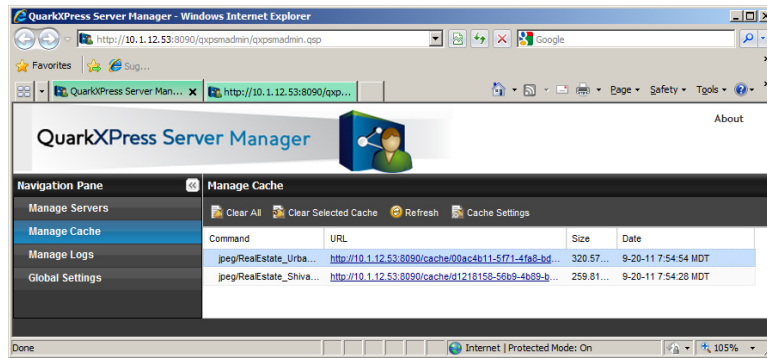 QuarkXPress Server Manager - Windows Internet Explorer
http://10.1.12.53:8090/qxpsmadmin/qxpsmadmin.qsp
Google
Favorites Sug...
QuarkXPress Server Man... http://10.1.12.53:8090/qxp... Page Safety Tools
About
QuarkXPress Server Manager
Navigation Pane Manage Cache
Manage Servers Clear All Clear Selected Cache Refresh Cache Settings
Manage Cache Command URL Size Date
jpeg/RealEstate_Urba... http://10.1.12.53:8090/cache/00ac4b11-5f71-4fa8-bd... 320.57... 9-20-11 7:54:54 MDT
Manage Logs
Global Settings jpeg/RealEstate_Shiva... http://10.1.12.53:8090/cache/d1218158-56b9-4b89-b... 259.81... 9-20-11 7:54:28 MDT
Done Internet | Protected Mode: On 105%